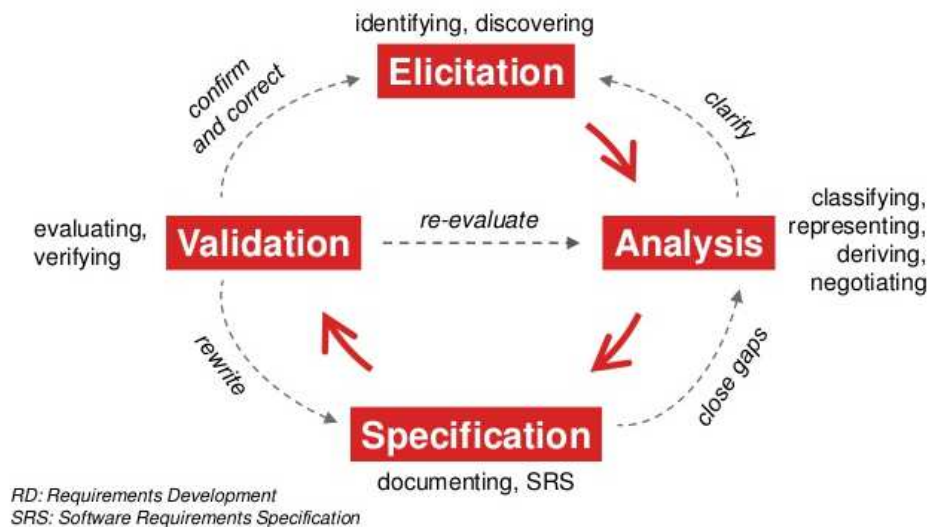 identifying, discovering
Elicitation
confirm
and correct
clarify
evaluating,
verifying
Validation
re-evaluate
Analysis
classifying,
representing,
deriving,
negotiating
rewrite
close gaps
Specification
documenting, SRS
RD: Requirements Development
SRS: Software Requirements Specification